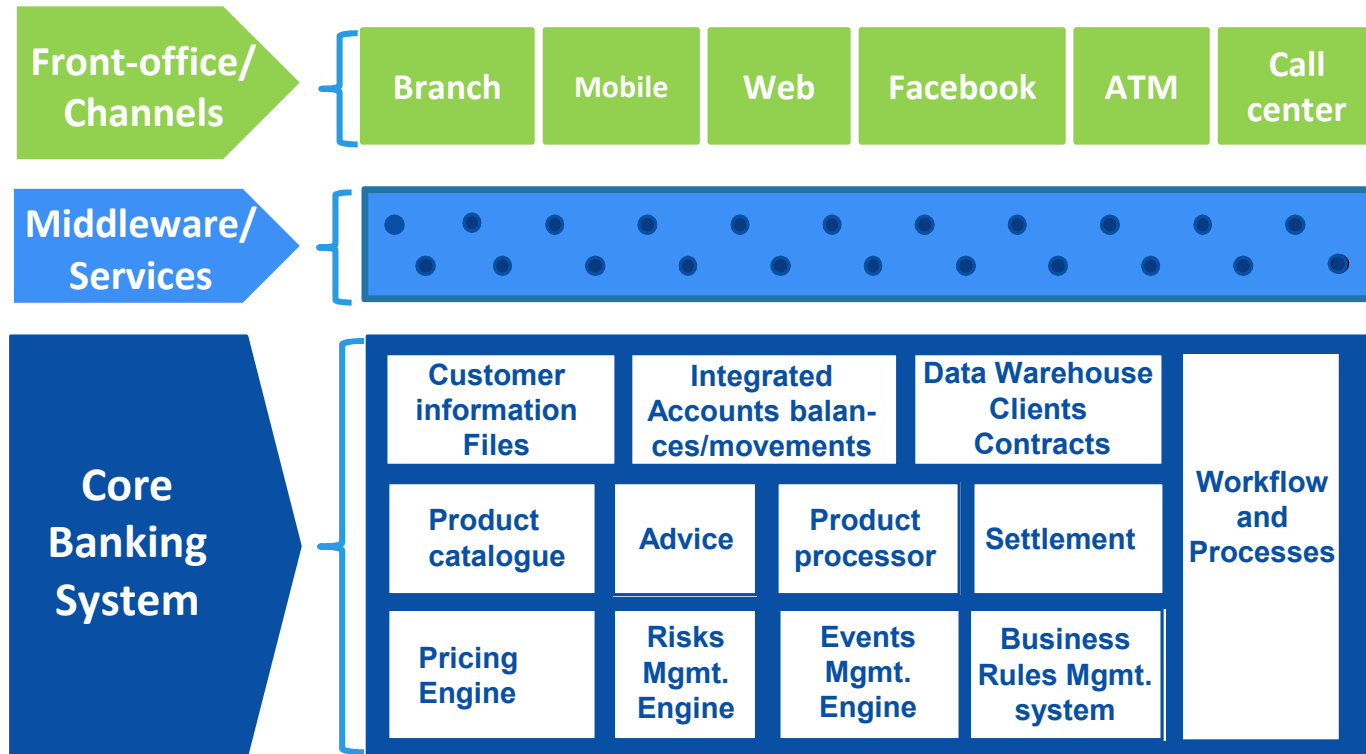 Front-office/
Channels
Branch
Mobile
Web
Facebook
ATM
Call
center
Middleware/
Services
Core
Banking
System
Customer
information
Files
Integrated
Accounts balan-
ces/movements
Data Warehouse
Clients
Contracts
Workflow
and
Processes
Product
catalogue
Advice
Product
processor
Settlement
Pricing
Engine
Risks
Mgmt.
Engine
Events
Mgmt.
Engine
Business
Rules Mgmt.
system